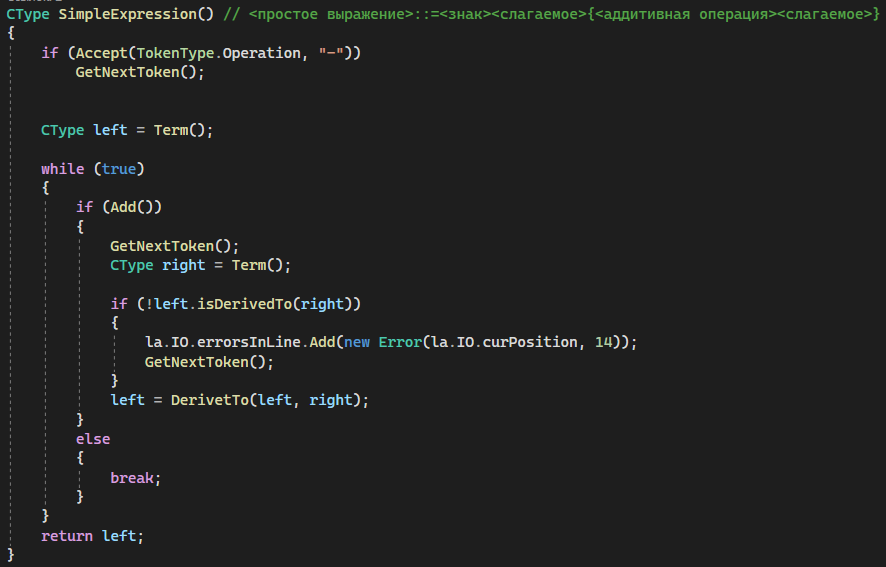 CType SimpleExpression() // <простое выражение>::=<знак><слагаемое>{<аддитивная операция><слагаемое>}
{
    if (Accept(TokenType.Operation, "-"))
        GetNextToken();
    CType left = Term();
    while (true)
    {
        if (Add())
        {
            GetNextToken();
            CType right = Term();
            if (!left.isDerivedTo(right))
            {
                la.IO.errorsInLine.Add(new Error(la.IO.curPosition, 14));
                GetNextToken();
            }
            left = DerivetTo(left, right);
        }
        else
        {
            break;
        }
    }
    return left;
}